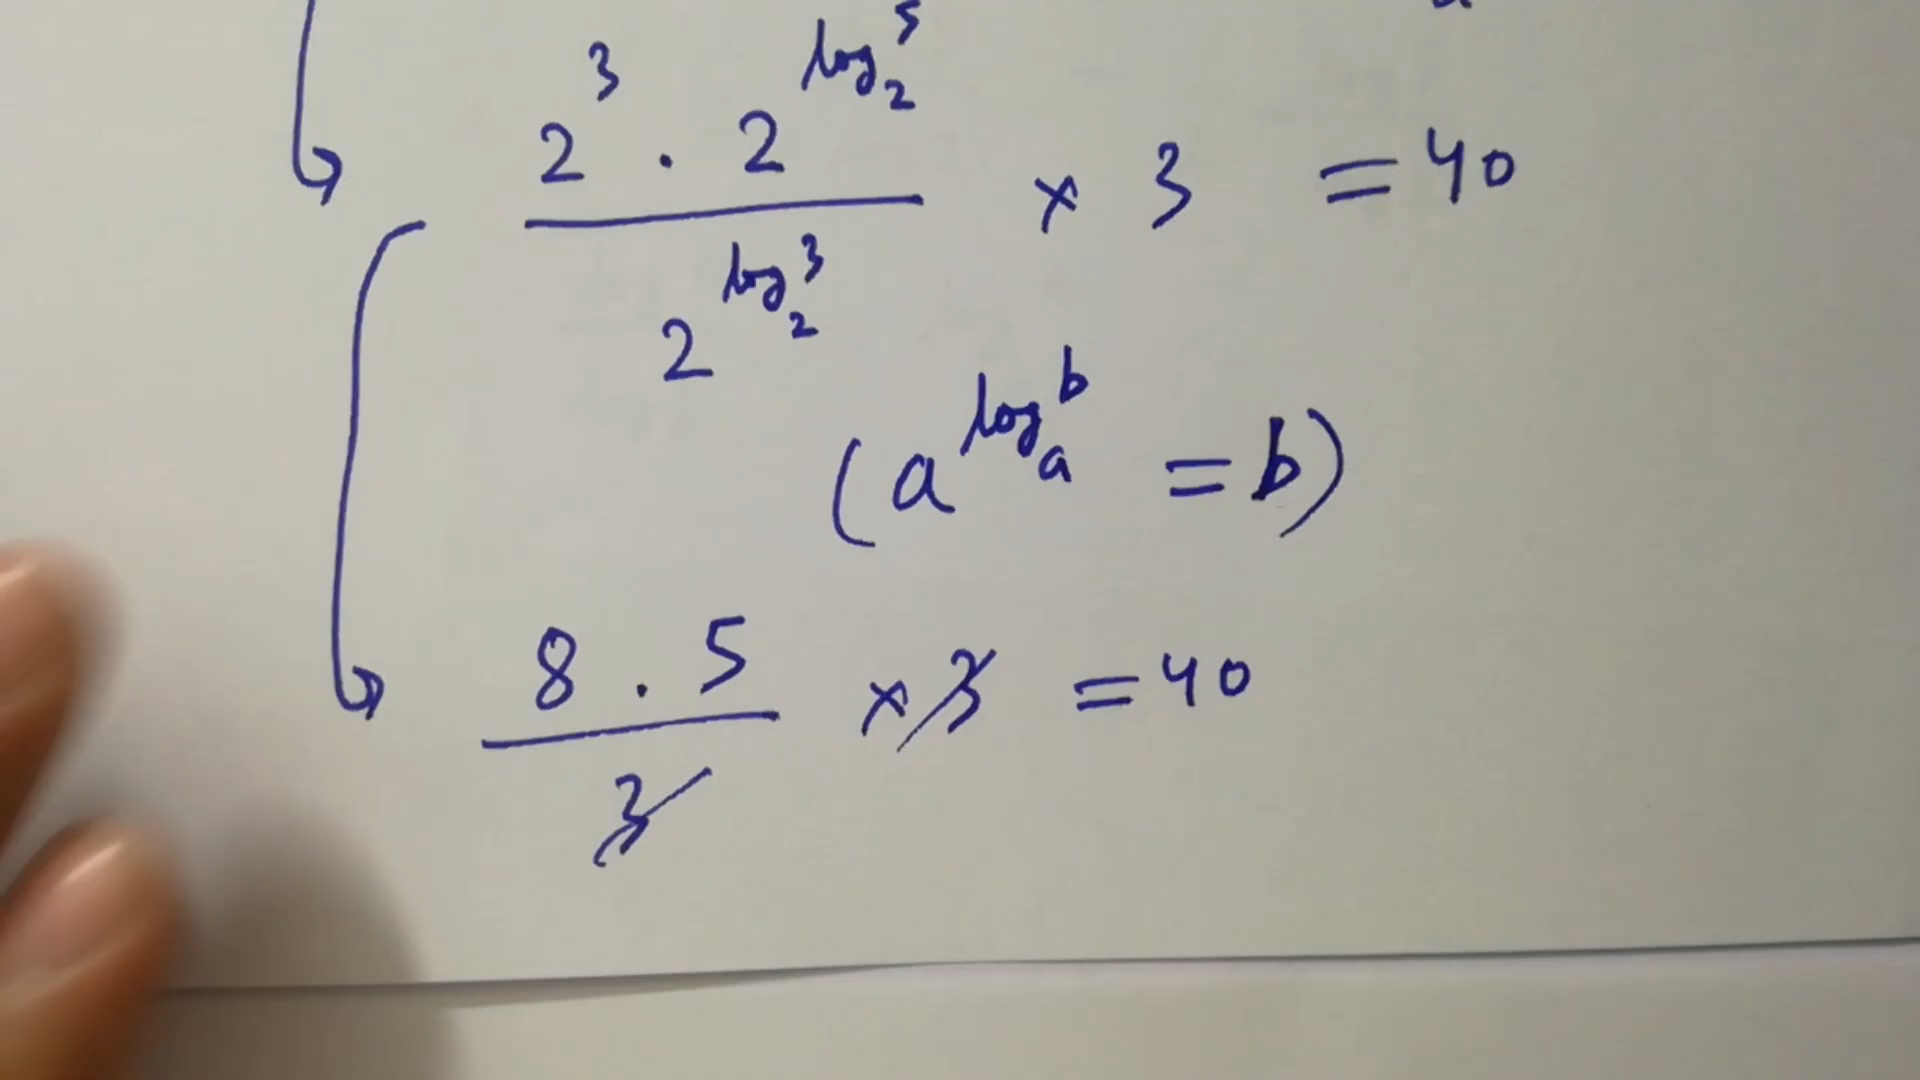 2^3 . 2^{log_2^5} / 2^{log_2^3} × 3 = 40
(a^{log_a^b} = b)
8 . 5 / 3 × 3 = 40